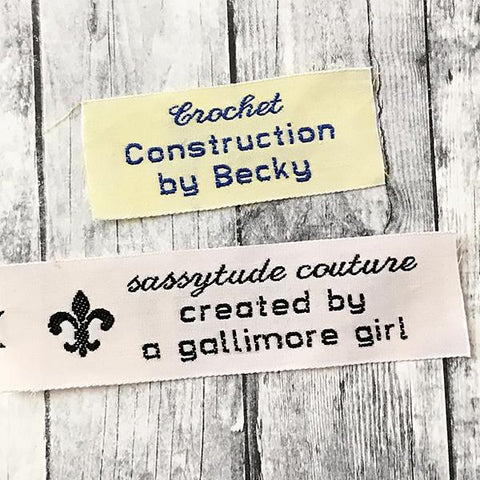 Crochet
Construction
by Becky
sassytude couture
created by
a gallimore girl